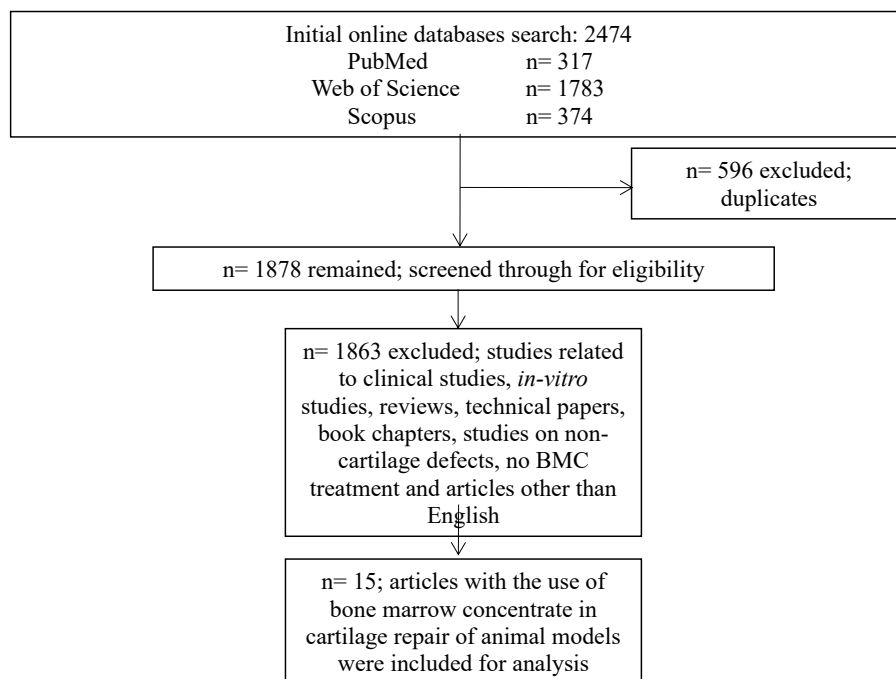 Initial online databases search: 2474
PubMed n= 317
Web of Science n= 1783
Scopus n= 374
n= 596 excluded;
duplicates
n= 1878 remained; screened through for eligibility
n= 1863 excluded; studies related
to clinical studies, in-vitro
studies, reviews, technical papers,
book chapters, studies on non-
cartilage defects, no BMC
treatment and articles other than
English
n= 15; articles with the use of
bone marrow concentrate in
cartilage repair of animal models
were included for analysis